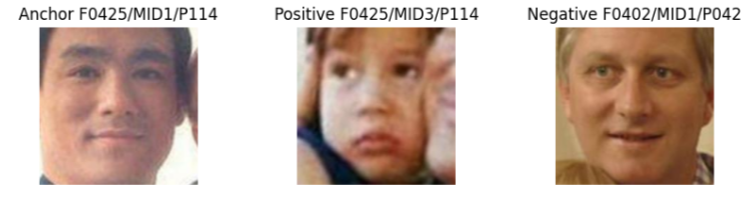 Anchor F0425/MID1/P114
Positive F0425/MID3/P114
Negative F0402/MID1/P042